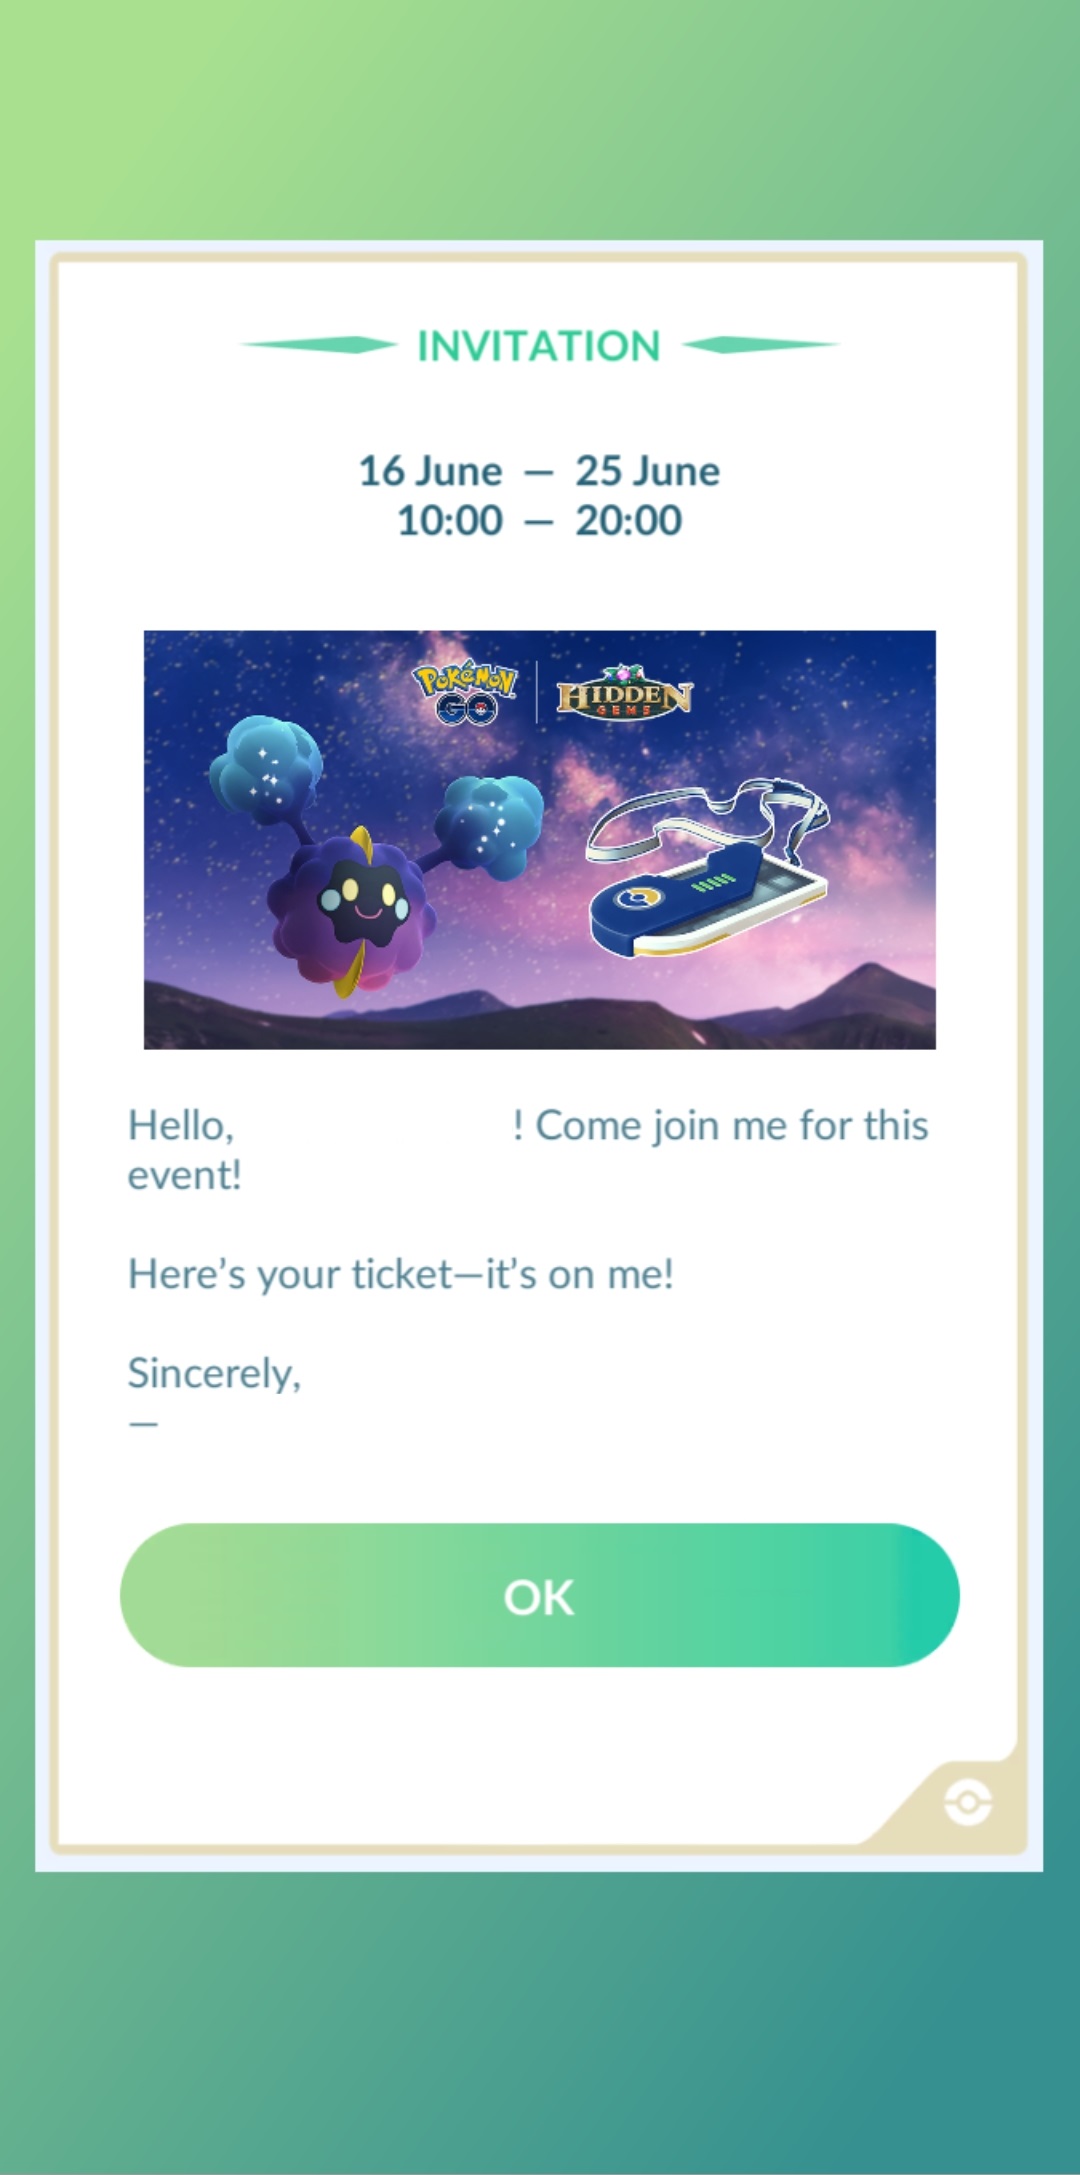 INVITATION
16 June — 25 June
10:00 — 20:00
POKÉMON GO
HIDDEN GEMS
Hello, ! Come join me for this
event!
Here’s your ticket—it’s on me!
Sincerely,
—
OK